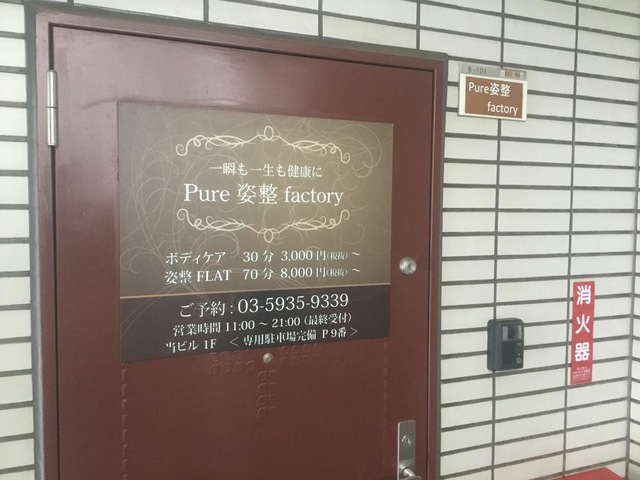 一瞬も一生も健康に
Pure 姿整 factory
ボディケア 30分 3,000円(税抜)～
姿整 FLAT 70分 8,000円(税抜)～
ご予約 : 03-5935-9339
営業時間 11:00～21:00 (最終受付)
当ビル 1F ＜ 専用駐車場完備 P 9番 ＞
Pure姿整
factory
消火器